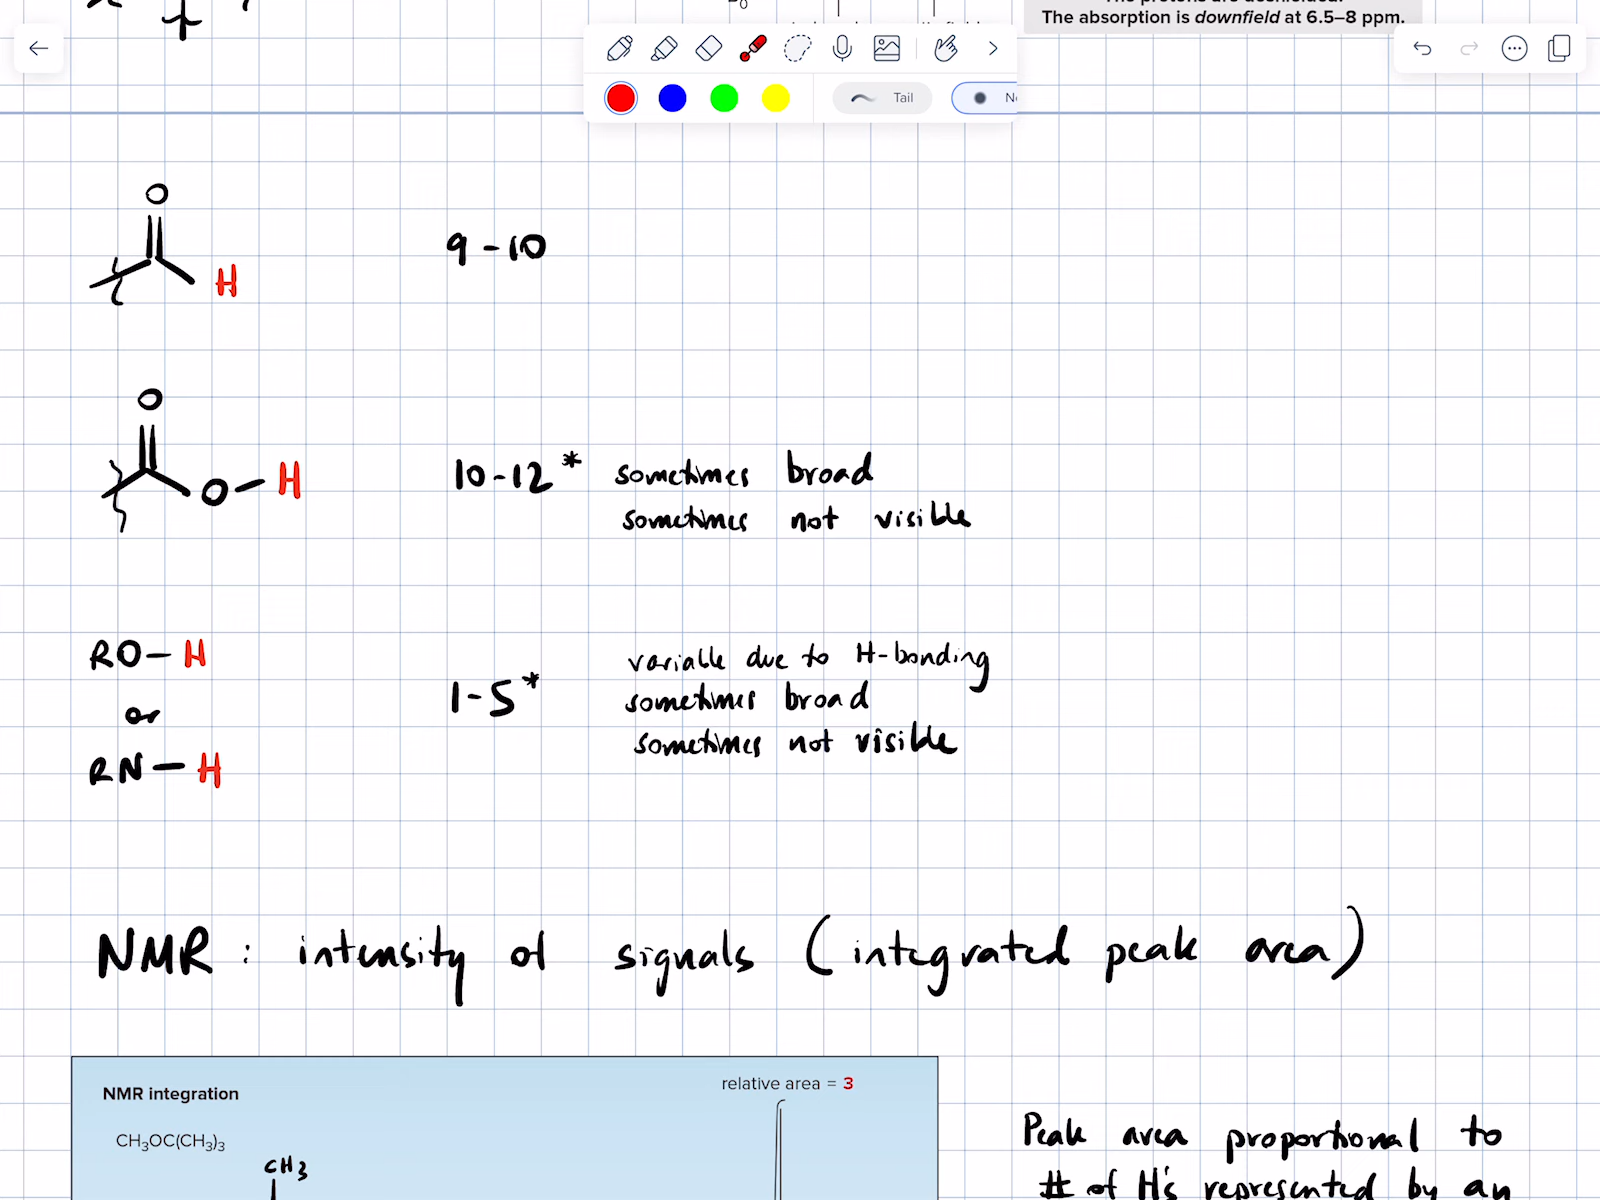 The absorption is downfield at 6.5–8 ppm.
Tail
O
H
9-10
O
O-H
10-12* sometimes broad
sometimes not visible
RO-H
or
RN-H
1-5*
variable due to H-bonding
sometimes broad
sometimes not visible
NMR: intensity of signals (integrated peak area)
NMR integration
relative area = 3
CH₃OC(CH₃)₃
CH3
Peak area proportional to
# of H's represented by an